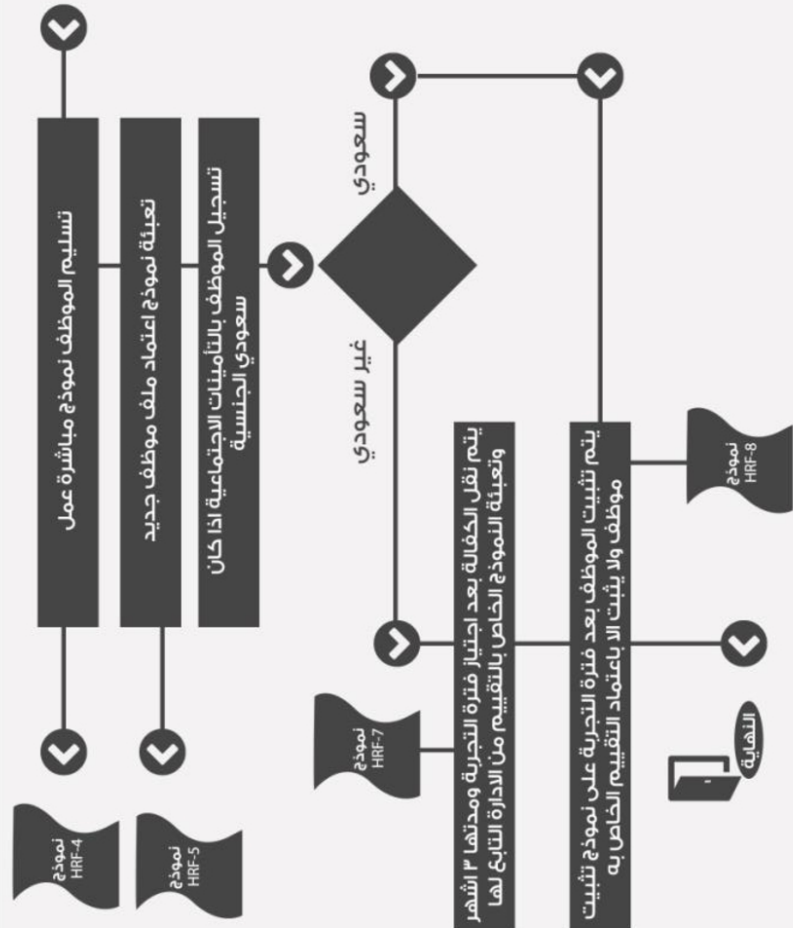 تسليم الموظف نموذج مباشرة عمل
نموذج
HRF-4
تعبئة نموذج اعتماد ملف موظف جديد
نموذج
HRF-5
تسجيل الموظف بالتأمينات الاجتماعية اذا كان
سعودي الجنسية
سعودي
غير سعودي
يتم نقل الكفالة بعد اجتياز فترة التجربة ومدتها ٣ اشهر
وتعبئة النموذج الخاص بالتقييم من الادارة التابع لها
نموذج
HRF-7
يتم تثبيت الموظف بعد فترة التجربة على نموذج تثبيت
موظف ولا يثبت الا باعتماد التقييم الخاص به
نموذج
HRF-8
النهاية